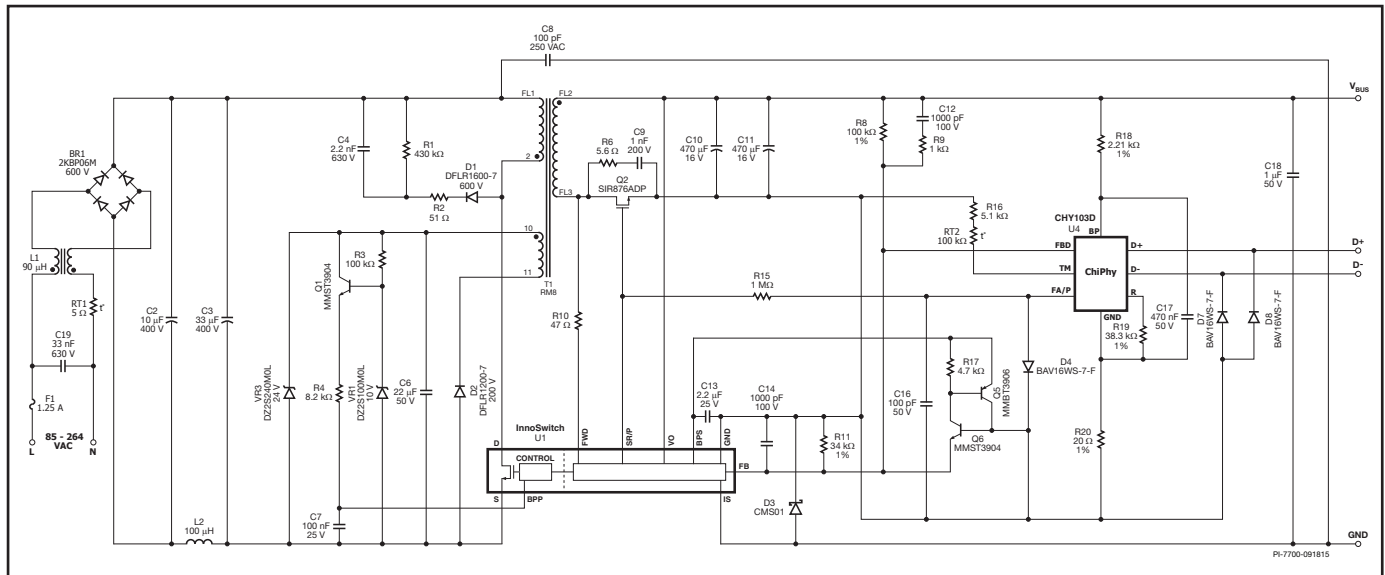 C8
100 pF
250 VAC
FL1
FL2
V_BUS
C4
2.2 nF
630 V
R1
430 kΩ
2
D1
DFLR1600-7
600 V
R2
51 Ω
BR1
2KBP06M
600 V
R6
5.6 Ω
C9
1 nF
200 V
Q2
SIR876ADP
FL3
C10
470 μF
16 V
C11
470 μF
16 V
R8
100 kΩ
1%
C12
1000 pF
100 V
R9
1 kΩ
R18
2.21 kΩ
1%
C18
1 μF
50 V
R16
5.1 kΩ
RT2
100 kΩ
t°
CHY103D
U4
BP
FBD
D+
TM
D-
ChiPhy
FA/P
R
GND
D+
D-
L1
90 μH
RT1
5 Ω
t°
C19
33 nF
630 V
F1
1.25 A
85 - 264
VAC
L
N
C2
10 μF
400 V
C3
33 μF
400 V
L2
100 μH
10
11
T1
RM8
R3
100 kΩ
Q1
MMST3904
VR3
DZ2S240M0L
24 V
R4
8.2 kΩ
VR1
DZ2S100M0L
10 V
C6
22 μF
50 V
D2
DFLR1200-7
200 V
C7
100 nF
25 V
R10
47 Ω
R15
1 MΩ
InnoSwitch
U1
D
CONTROL
S
BPP
FWD
SR/P
VO
BPS
GND
FB
IS
C13
2.2 μF
25 V
C14
1000 pF
100 V
R11
34 kΩ
1%
D3
CMS01
C16
100 pF
50 V
R17
4.7 kΩ
Q5
MMBT3906
Q6
MMST3904
D4
BAV16WS-7-F
R19
38.3 kΩ
1%
C17
470 nF
50 V
D7
BAV16WS-7-F
D8
BAV16WS-7-F
R20
20 Ω
1%
GND
PI-7700-091815